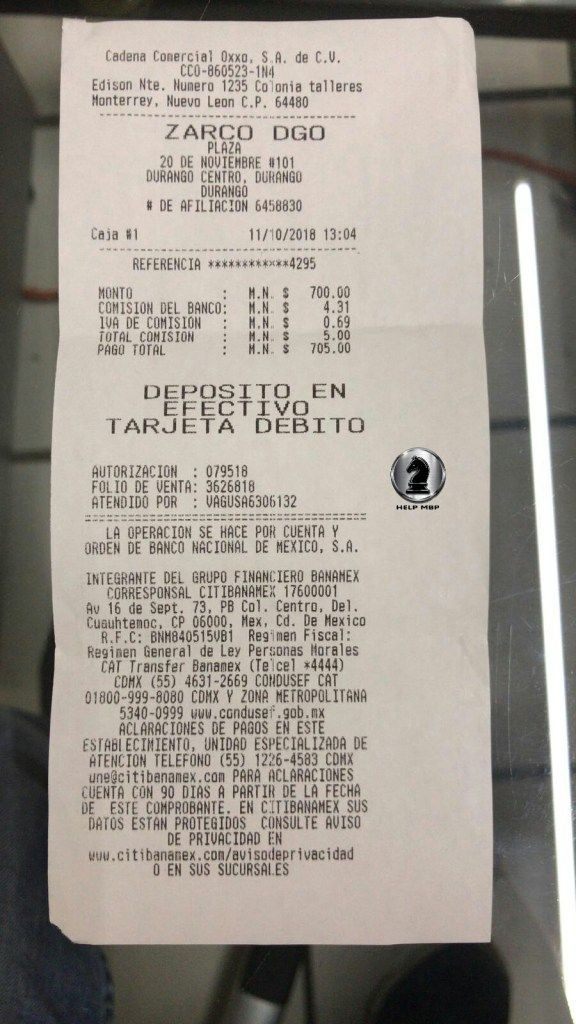 Cadena Comercial Oxxo, S.A. de C.V.
CCO-860523-1N4
Edison Nte. Numero 1235 Colonia talleres
Monterrey, Nuevo Leon C.P. 64480
ZARCO DGO
PLAZA
20 DE NOVIEMBRE #101
DURANGO CENTRO, DURANGO
DURANGO
# DE AFILIACION 6458830
Caja #1 11/10/2018 13:04
REFERENCIA ************4295
MONTO : M.N. $ 700.00
COMISION DEL BANCO: M.N. $ 4.31
IVA DE COMISION : M.N. $ 0.69
TOTAL COMISION : M.N. $ 5.00
PAGO TOTAL : M.N. $ 705.00
DEPOSITO EN
EFECTIVO
TARJETA DEBITO
AUTORIZACION : 079518
FOLIO DE VENTA: 3626818
ATENDIDO POR : VAGUSA6306132
HELP MBP
LA OPERACION SE HACE POR CUENTA Y
ORDEN DE BANCO NACIONAL DE MEXICO, S.A.
INTEGRANTE DEL GRUPO FINANCIERO BANAMEX
CORRESPONSAL CITIBANAMEX 17600001
Av 16 de Sept. 73, PB Col. Centro, Del.
Cuauhtemoc, CP 06000, Mex, Cd. De Mexico
R.F.C: BNM840515VB1 Regimen Fiscal:
Regimen General de Ley Personas Morales
CAT Transfer Banamex (Telcel *4444)
CDMX (55) 4631-2669 CONDUSEF CAT
01800-999-8080 CDMX Y ZONA METROPOLITANA
5340-0999 www.condusef.gob.mx
ACLARACIONES DE PAGOS EN ESTE
ESTABLECIMIENTO, UNIDAD ESPECIALIZADA DE
ATENCION TELEFONO (55) 1226-4583 CDMX
une@citibanamex.com PARA ACLARACIONES
CUENTA CON 90 DIAS A PARTIR DE LA FECHA
DE ESTE COMPROBANTE. EN CITIBANAMEX SUS
DATOS ESTAN PROTEGIDOS CONSULTE AVISO
DE PRIVACIDAD EN
www.citibanamex.com/avisodeprivacidad
O EN SUS SUCURSALES